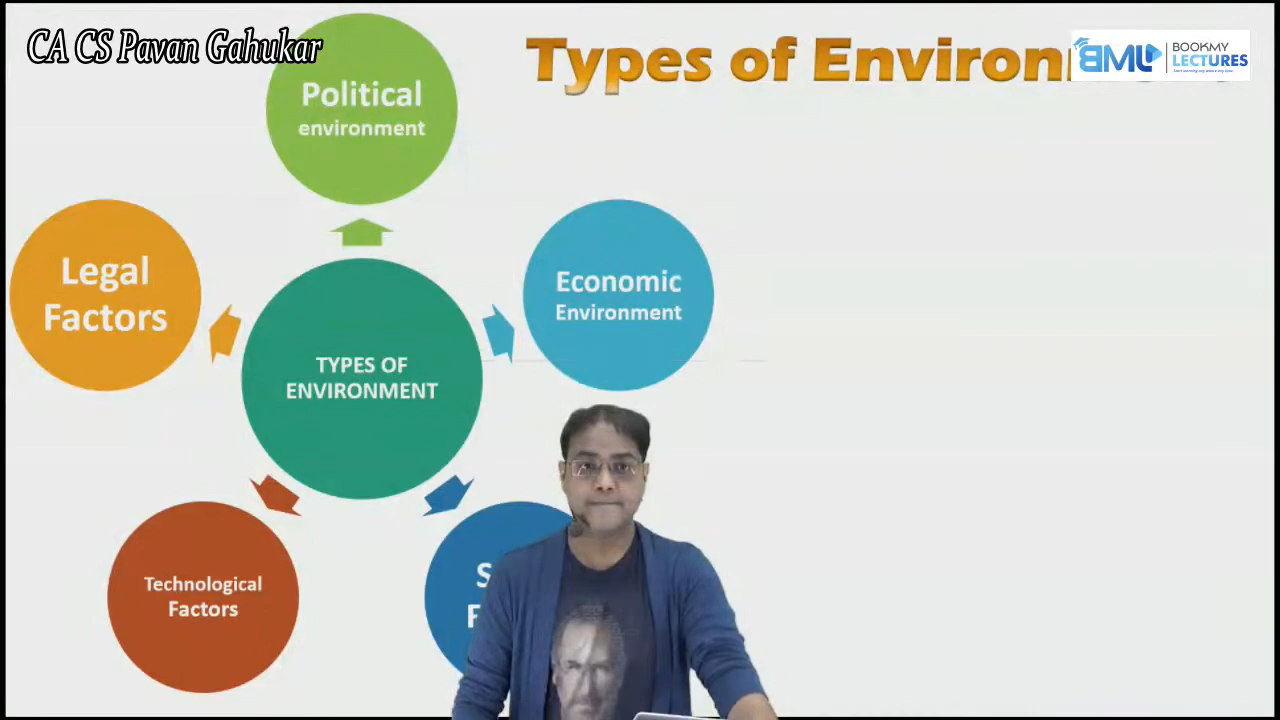 CA CS Pavan Gahukar
Types of
BML
BOOKMY
LECTURES
Political
environment
Legal
Factors
Economic
Environment
TYPES OF
ENVIRONMENT
Technological
Factors